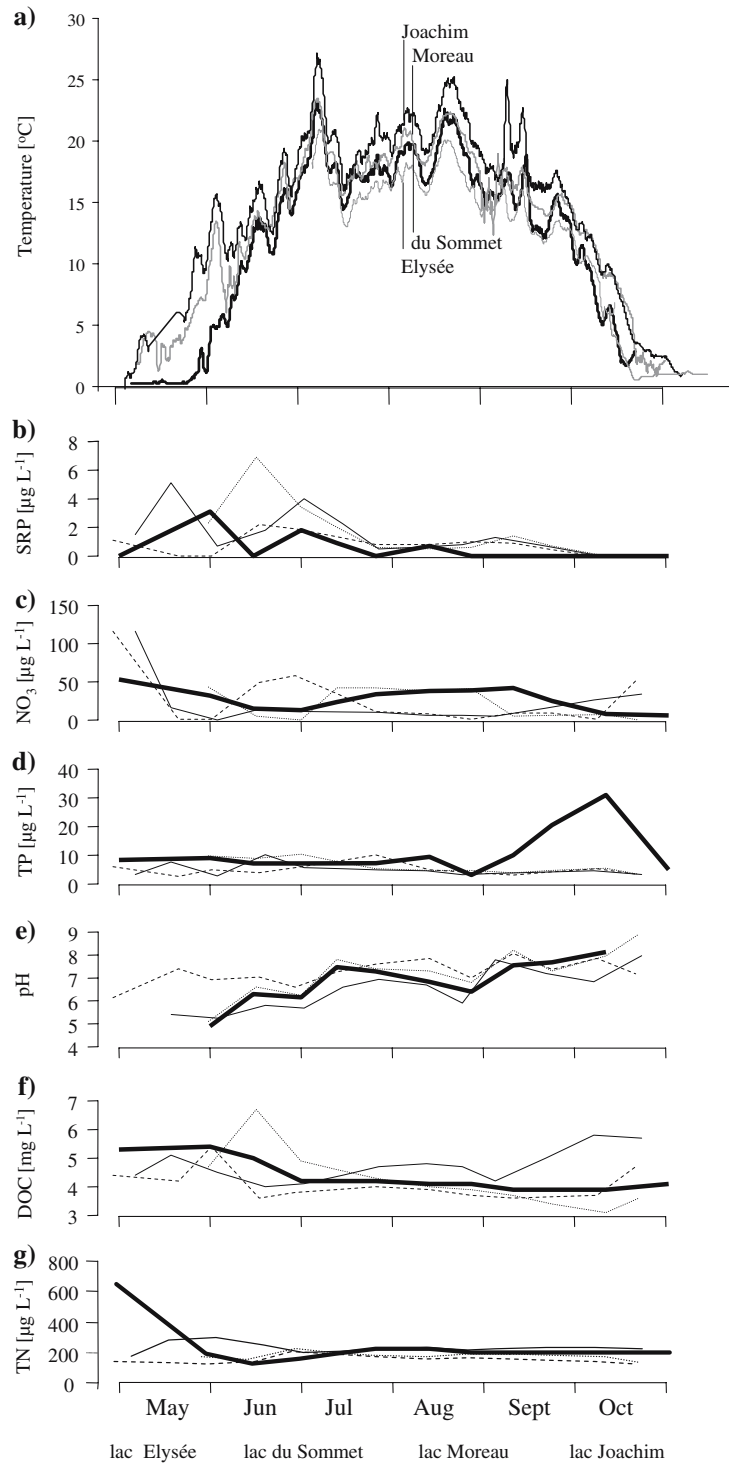 a)
Temperature [°C]
30
25
20
15
10
5
0
Joachim
Moreau
du Sommet
Elysée
b)
SRP [µg L⁻¹]
8
6
4
2
0
c)
NO₃ [µg L⁻¹]
150
100
50
0
d)
TP [µg L⁻¹]
40
30
20
10
0
e)
pH
9
8
7
6
5
4
f)
DOC [mg L⁻¹]
7
6
5
4
3
g)
TN [µg L⁻¹]
800
600
400
200
0
May Jun Jul Aug Sept Oct
lac Elysée lac du Sommet lac Moreau lac Joachim